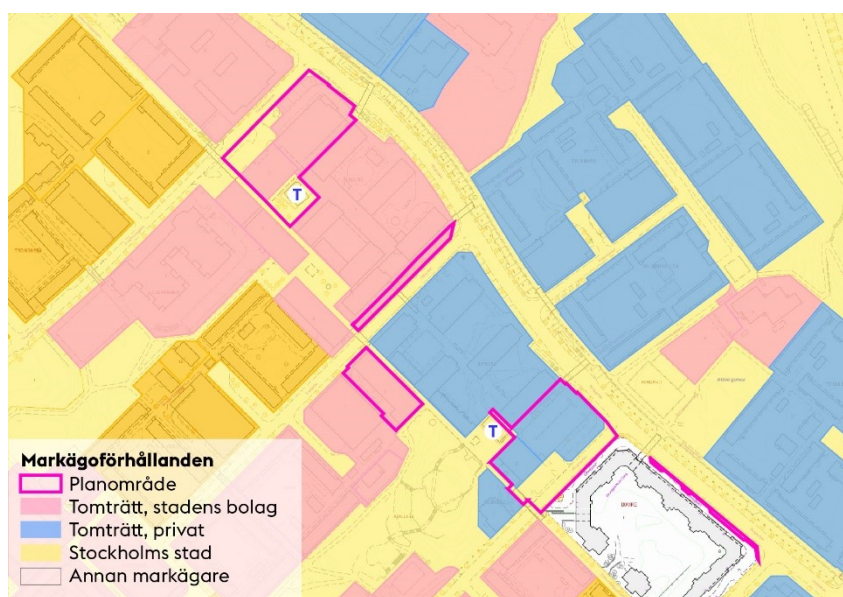 T
T
Markägoförhållanden
Planområde
Tomträtt, stadens bolag
Tomträtt, privat
Stockholms stad
Annan markägare